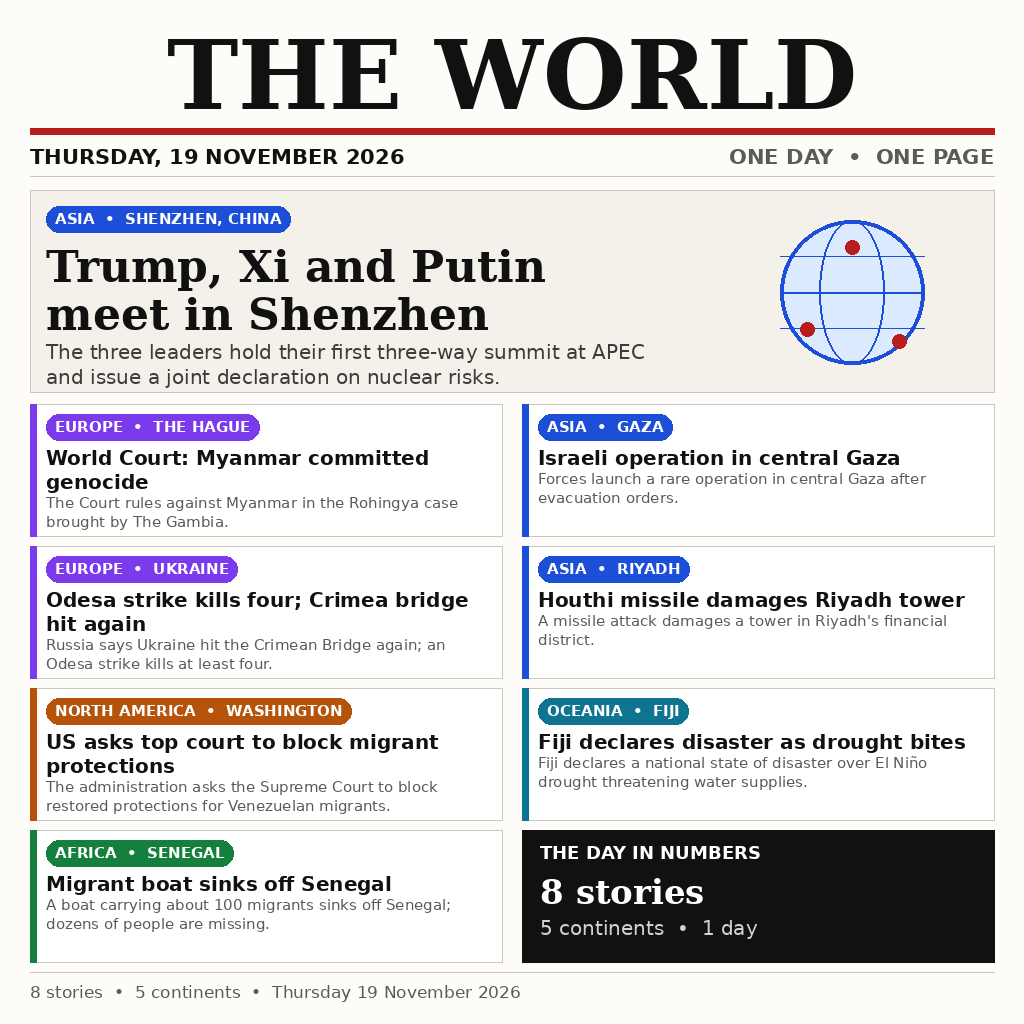 THE WORLD
THURSDAY, 19 NOVEMBER 2026
ONE DAY • ONE PAGE
ASIA • SHENZHEN, CHINA
Trump, Xi and Putin
meet in Shenzhen
The three leaders hold their first three-way summit at APEC
and issue a joint declaration on nuclear risks.
EUROPE • THE HAGUE
World Court: Myanmar committed
genocide
The Court rules against Myanmar in the Rohingya case
brought by The Gambia.
ASIA • GAZA
Israeli operation in central Gaza
Forces launch a rare operation in central Gaza after
evacuation orders.
EUROPE • UKRAINE
Odesa strike kills four; Crimea bridge
hit again
Russia says Ukraine hit the Crimean Bridge again; an
Odesa strike kills at least four.
ASIA • RIYADH
Houthi missile damages Riyadh tower
A missile attack damages a tower in Riyadh's financial
district.
NORTH AMERICA • WASHINGTON
US asks top court to block migrant
protections
The administration asks the Supreme Court to block
restored protections for Venezuelan migrants.
OCEANIA • FIJI
Fiji declares disaster as drought bites
Fiji declares a national state of disaster over El Niño
drought threatening water supplies.
AFRICA • SENEGAL
Migrant boat sinks off Senegal
A boat carrying about 100 migrants sinks off Senegal;
dozens of people are missing.
THE DAY IN NUMBERS
8 stories
5 continents • 1 day
8 stories • 5 continents • Thursday 19 November 2026